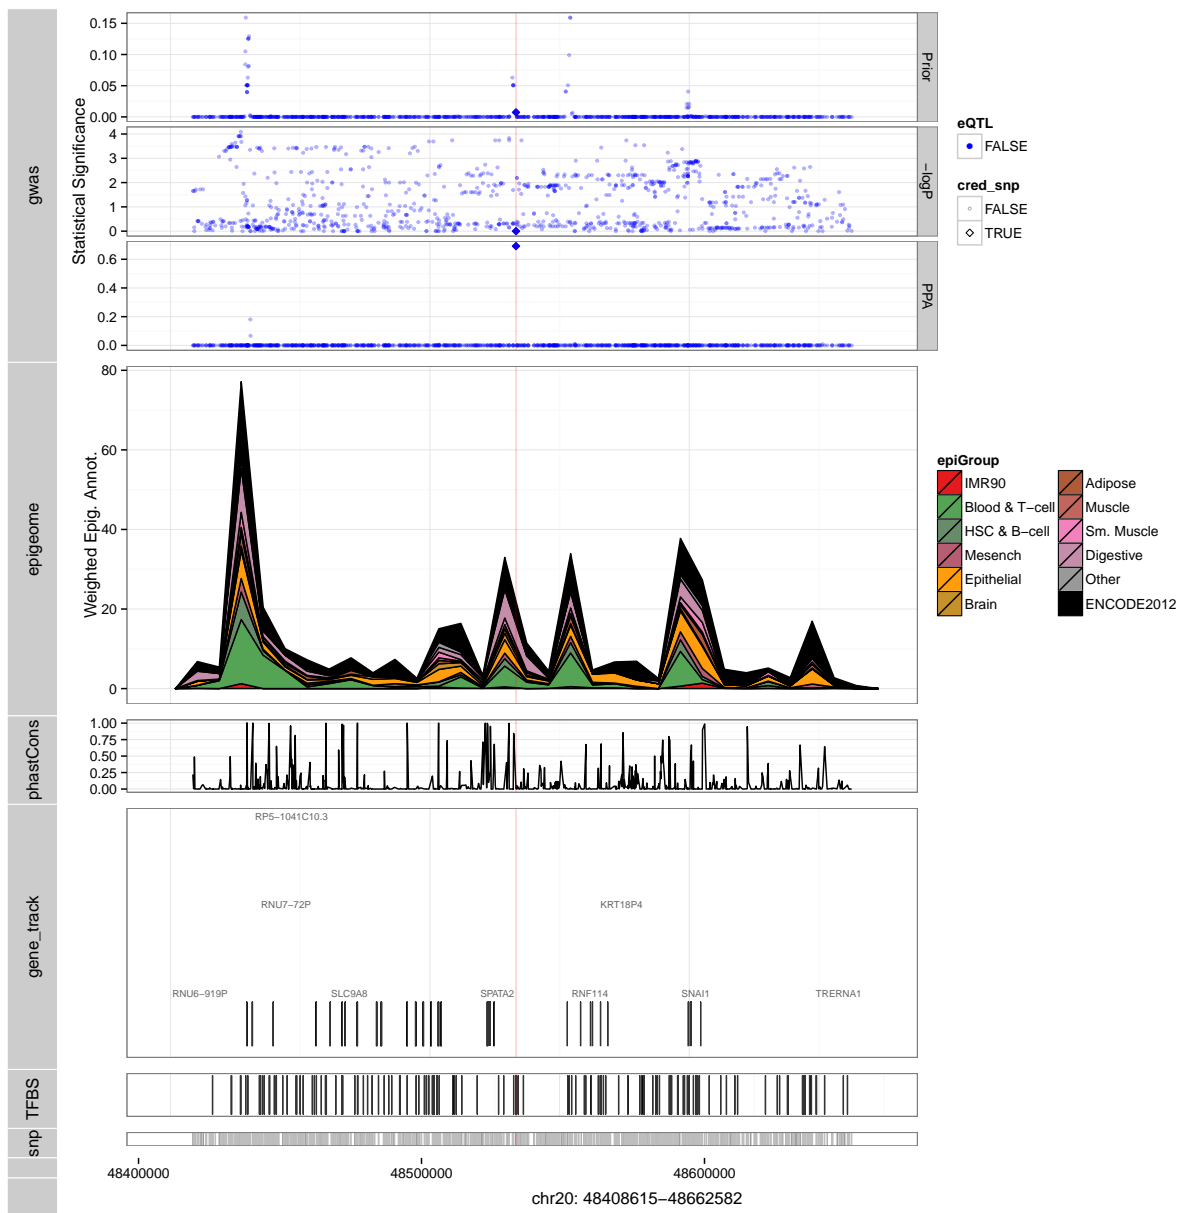 gwas
Statistical Significance
0.15
0.10
0.05
0.00
Prior
4
3
2
1
0
−logP
0.6
0.4
0.2
0.0
PPA
eQTL
FALSE
cred_snp
FALSE
TRUE
epigeome
Weighted Epig. Annot.
80
60
40
20
0
epiGroup
IMR90
Blood & T−cell
HSC & B−cell
Mesench
Epithelial
Brain
Adipose
Muscle
Sm. Muscle
Digestive
Other
ENCODE2012
phastCons
1.00
0.75
0.50
0.25
0.00
gene_track
RP5−1041C10.3
RNU7−72P
KRT18P4
RNU6−919P
SLC9A8
SPATA2
RNF114
SNAI1
TRERNA1
TFBS
snp
48400000
48500000
48600000
chr20: 48408615−48662582